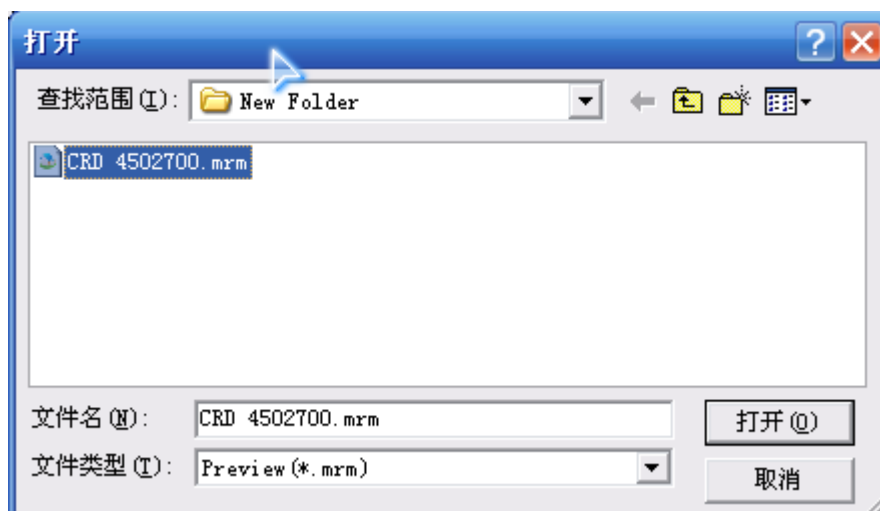 打开
查找范围(I): New Folder
CRD 4502700.mrm
文件名(N): CRD 4502700.mrm 打开(O)
文件类型(T): Preview(*.mrm) 取消